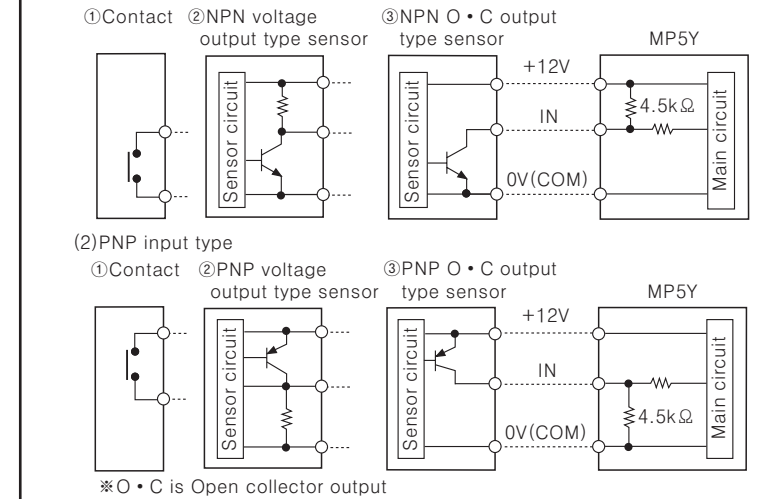 ①Contact ②NPN voltage output type sensor ③NPN O•C output type sensor MP5Y
Sensor circuit
Sensor circuit
+12V
IN
0V(COM)
4.5kΩ
Main circuit
(2)PNP input type
①Contact ②PNP voltage output type sensor ③PNP O•C output type sensor MP5Y
Sensor circuit
Sensor circuit
+12V
IN
0V(COM)
4.5kΩ
Main circuit
※O•C is Open collector output